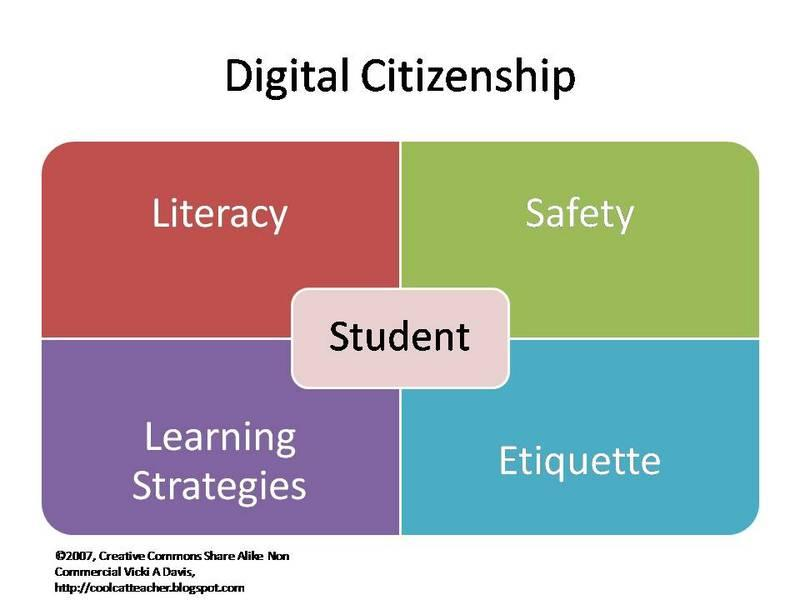 Digital Citizenship
Literacy
Safety
Student
Learning
Strategies
Etiquette
©2007, Creative Commons Share Alike Non
Commercial Vicki A Davis,
http://coolcatteacher.blogspot.com